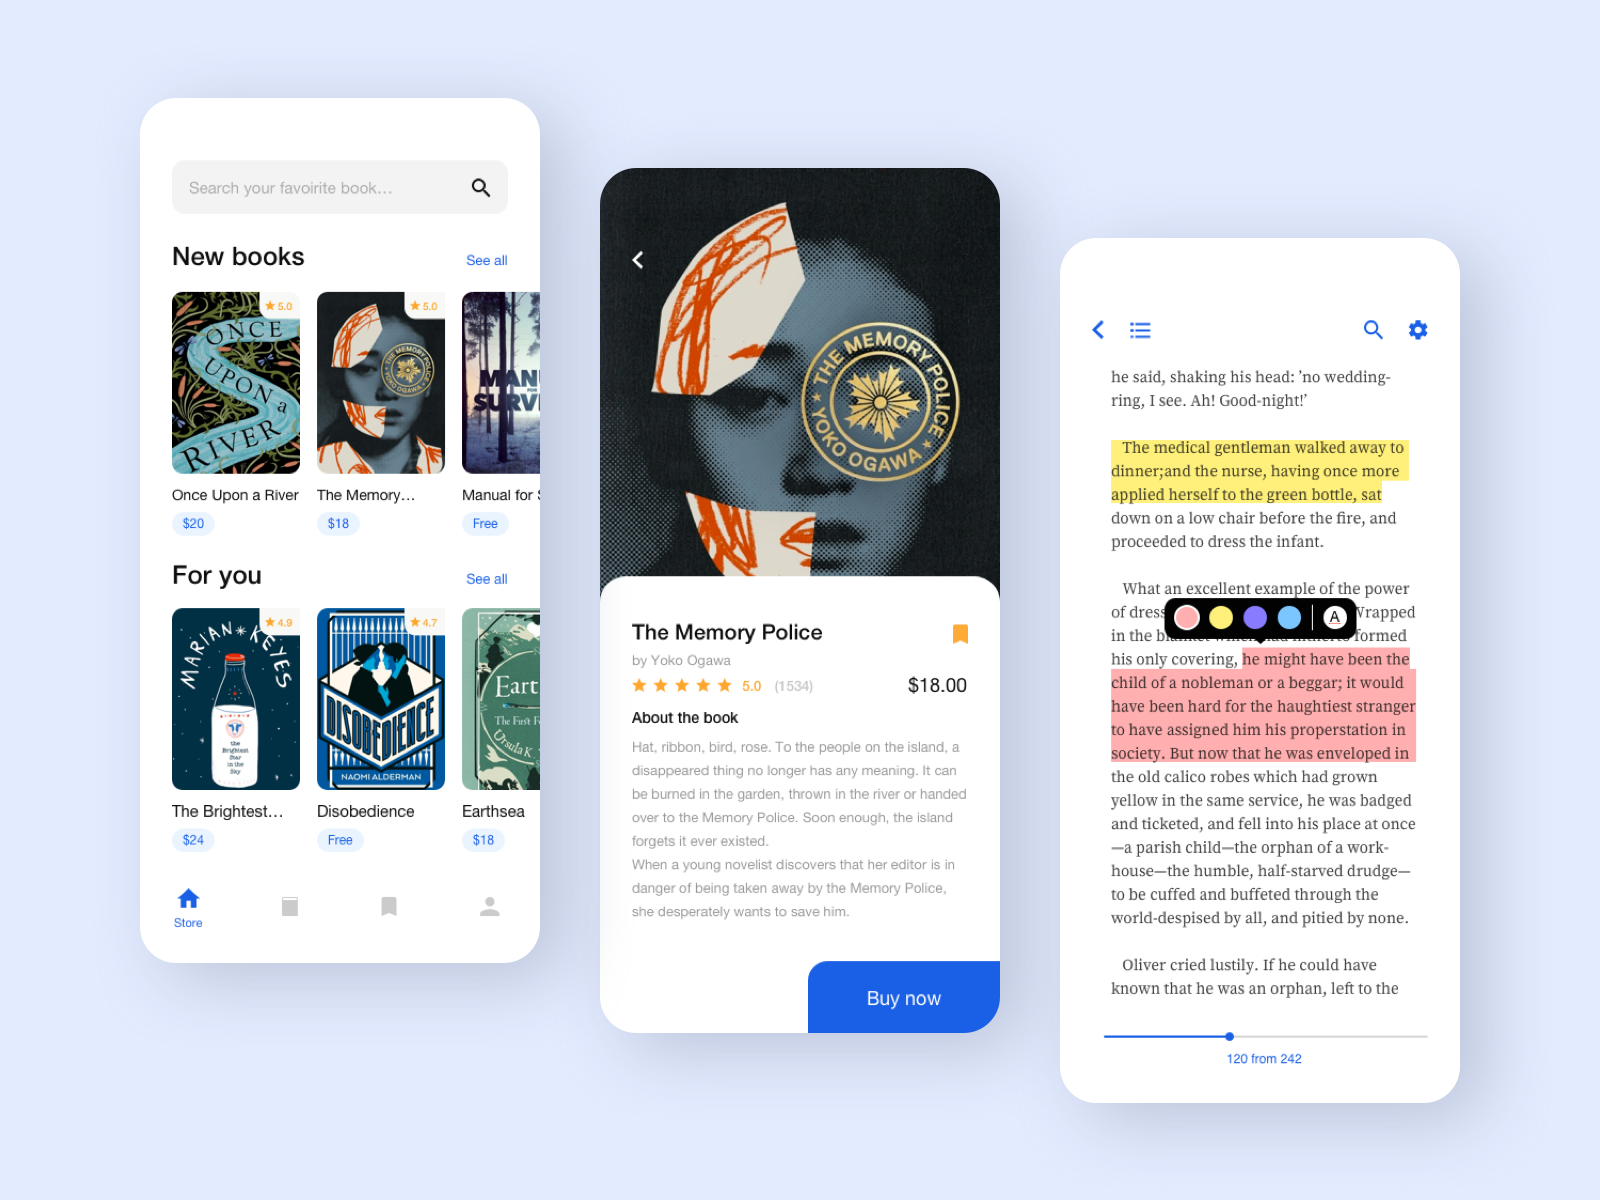 Search your favoirite book...
New books
See all
5.0
ONCE
UPON a
RIVER
5.0
THE MEMORY POLICE
YOKO OGAWA
Once Upon a River
The Memory...
Manual for
$20
$18
Free
For you
See all
4.9
MARIAN KEYES
the
Brightest
Star
in the
Sky
4.7
DISOBEDIENCE
NAOMI ALDERMAN
The First
Ursula K.
The Brightest...
Disobedience
Earthsea
$24
Free
$18
Store
THE MEMORY POLICE
YOKO OGAWA
The Memory Police
by Yoko Ogawa
5.0 (1534)
$18.00
About the book
Hat, ribbon, bird, rose. To the people on the island, a
disappeared thing no longer has any meaning. It can
be burned in the garden, thrown in the river or handed
over to the Memory Police. Soon enough, the island
forgets it ever existed.
When a young novelist discovers that her editor is in
danger of being taken away by the Memory Police,
she desperately wants to save him.
Buy now
he said, shaking his head: ’no wedding-
ring, I see. Ah! Good-night!’
The medical gentleman walked away to
dinner;and the nurse, having once more
applied herself to the green bottle, sat
down on a low chair before the fire, and
proceeded to dress the infant.
What an excellent example of the power
of dress Wrapped
A
in the formed
his only covering, he might have been the
child of a nobleman or a beggar; it would
have been hard for the haughtiest stranger
to have assigned him his properstation in
society. But now that he was enveloped in
the old calico robes which had grown
yellow in the same service, he was badged
and ticketed, and fell into his place at once
—a parish child—the orphan of a work-
house—the humble, half-starved drudge—
to be cuffed and buffeted through the
world-despised by all, and pitied by none.
Oliver cried lustily. If he could have
known that he was an orphan, left to the
120 from 242